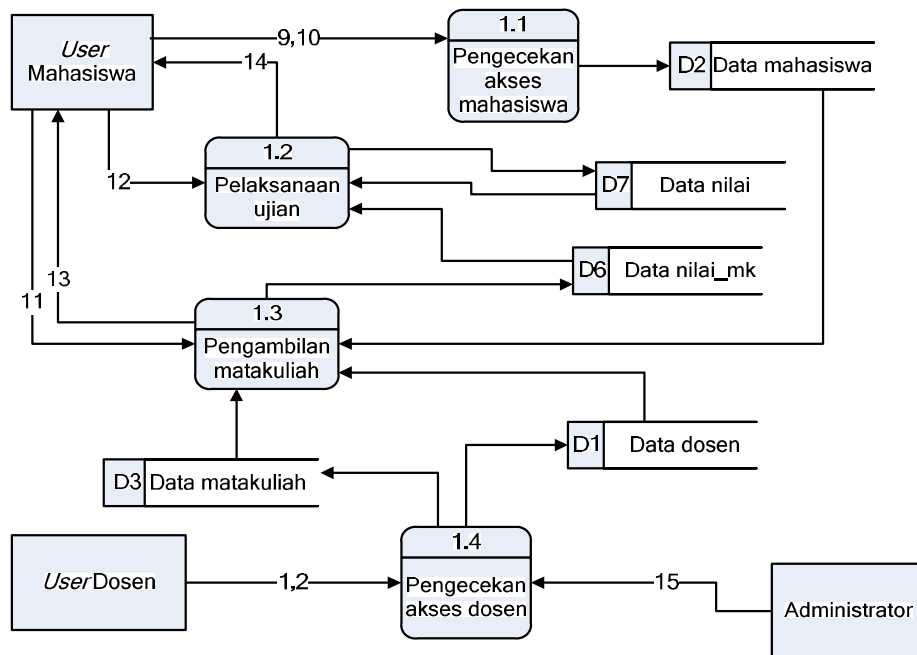 User
Mahasiswa
9,10
14
1.1
Pengecekan
akses
mahasiswa
D2 Data mahasiswa
1.2
Pelaksanaan
ujian
12
D7 Data nilai
D6 Data nilai_mk
13
11
1.3
Pengambilan
matakuliah
D1 Data dosen
D3 Data matakuliah
1.4
Pengecekan
akses dosen
User Dosen
1,2
15
Administrator